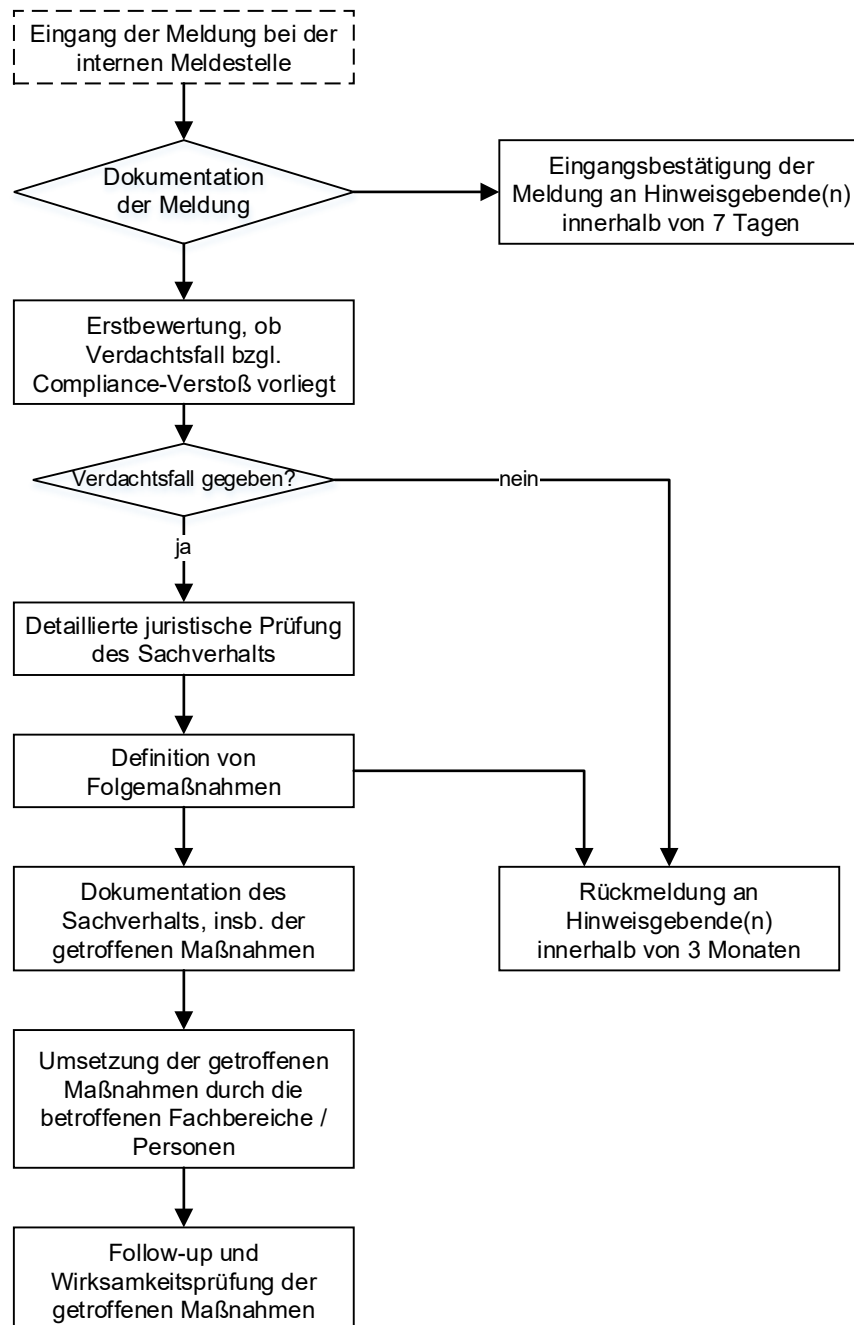 Eingang der Meldung bei der
internen Meldestelle
Dokumentation
der Meldung
Eingangsbestätigung der
Meldung an Hinweisgebende(n)
innerhalb von 7 Tagen
Erstbewertung, ob
Verdachtsfall bzgl.
Compliance-Verstoß vorliegt
Verdachtsfall gegeben?
nein
ja
Detaillierte juristische Prüfung
des Sachverhalts
Definition von
Folgemaßnahmen
Dokumentation des
Sachverhalts, insb. der
getroffenen Maßnahmen
Rückmeldung an
Hinweisgebende(n)
innerhalb von 3 Monaten
Umsetzung der getroffenen
Maßnahmen durch die
betroffenen Fachbereiche /
Personen
Follow-up und
Wirksamkeitsprüfung der
getroffenen Maßnahmen